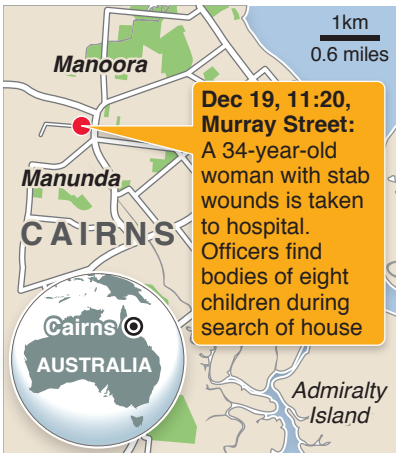 1km
0.6 miles
Manoora
Dec 19, 11:20,
Murray Street:
A 34-year-old
woman with stab
wounds is taken
to hospital.
Officers find
bodies of eight
children during
search of house
Manunda
CAIRNS
Cairns
AUSTRALIA
Admiralty
Island